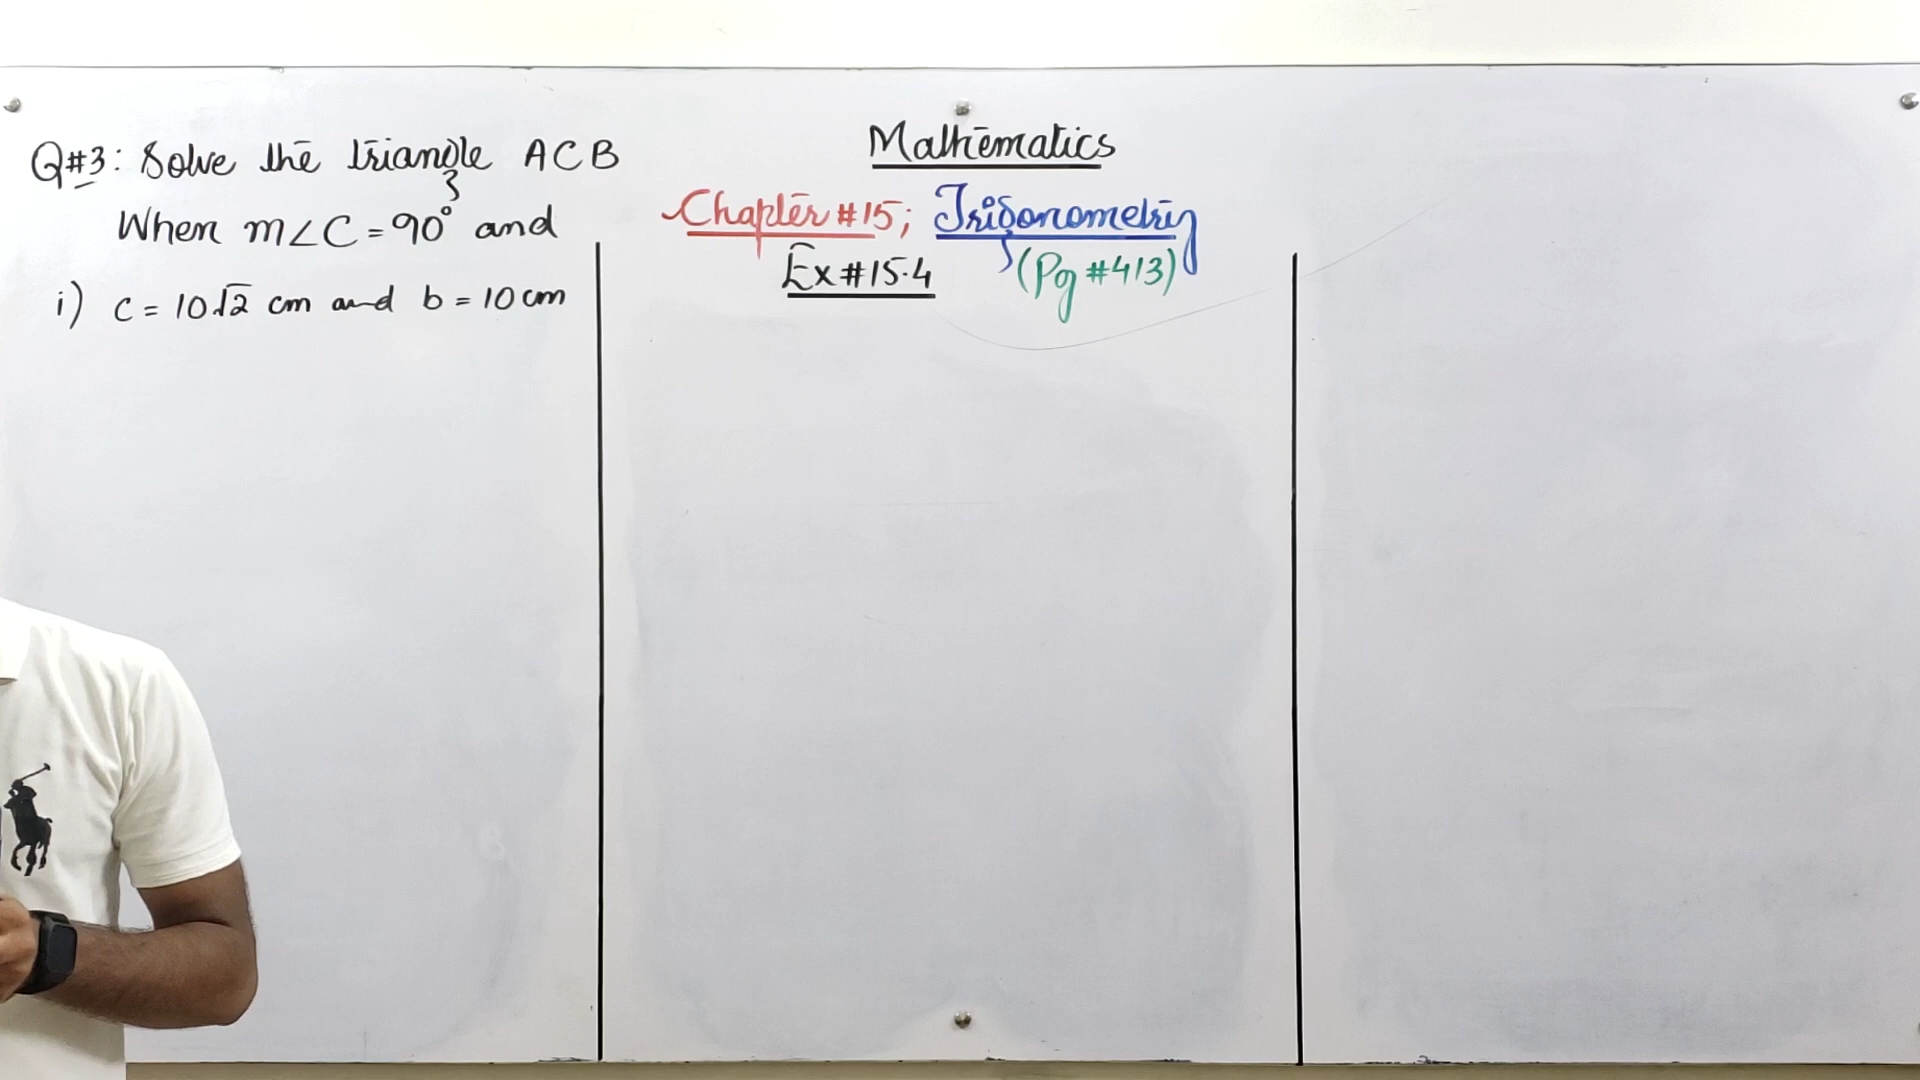 Q#3: Solve the triangle ACB
When m∠C = 90° and
i) c = 10√2 cm and b = 10 cm
Mathematics
Chapter #15; Trigonometry
Ex #15.4 (Pg #413)